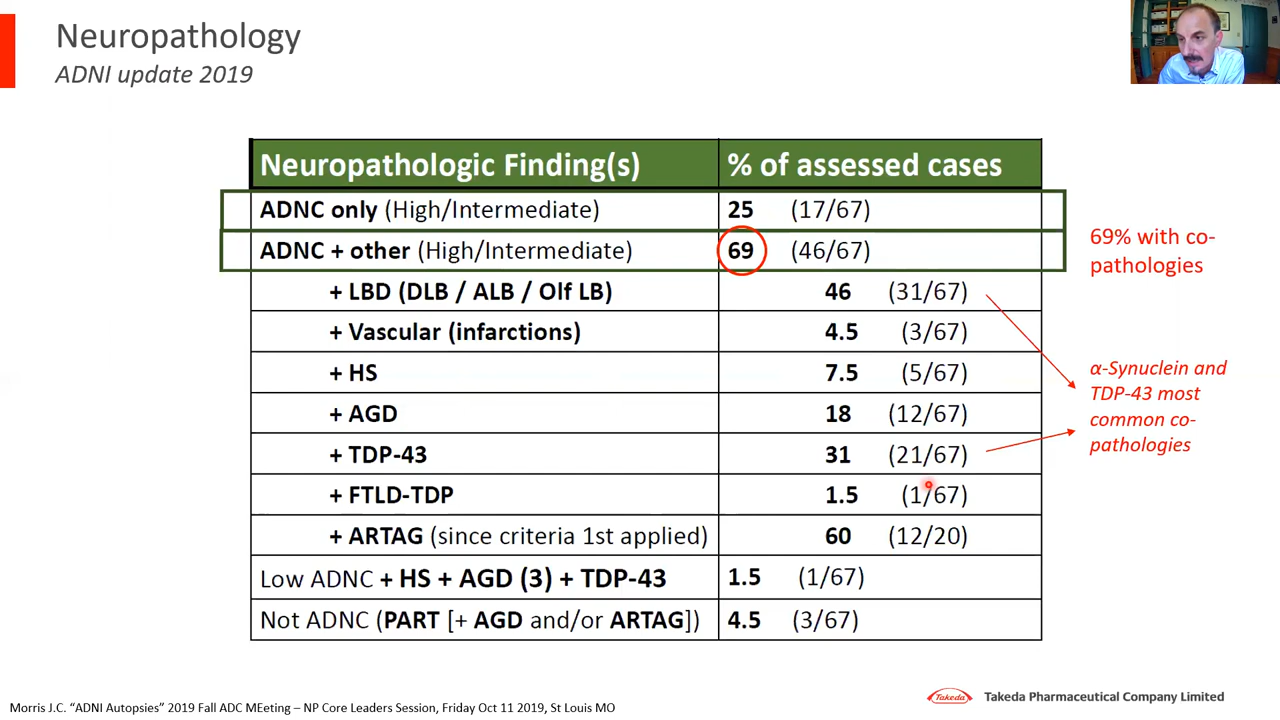 Neuropathology
ADNI update 2019
Neuropathologic Finding(s) % of assessed cases
ADNC only (High/Intermediate) 25 (17/67)
ADNC + other (High/Intermediate) 69 (46/67)
+ LBD (DLB / ALB / Olf LB) 46 (31/67)
+ Vascular (infarctions) 4.5 (3/67)
+ HS 7.5 (5/67)
+ AGD 18 (12/67)
+ TDP-43 31 (21/67)
+ FTLD-TDP 1.5 (1/67)
+ ARTAG (since criteria 1st applied) 60 (12/20)
Low ADNC + HS + AGD (3) + TDP-43 1.5 (1/67)
Not ADNC (PART [+ AGD and/or ARTAG]) 4.5 (3/67)
69% with co-
pathologies
α-Synuclein and
TDP-43 most
common co-
pathologies
Morris J.C. “ADNI Autopsies” 2019 Fall ADC MEeting – NP Core Leaders Session, Friday Oct 11 2019, St Louis MO
Takeda Takeda Pharmaceutical Company Limited